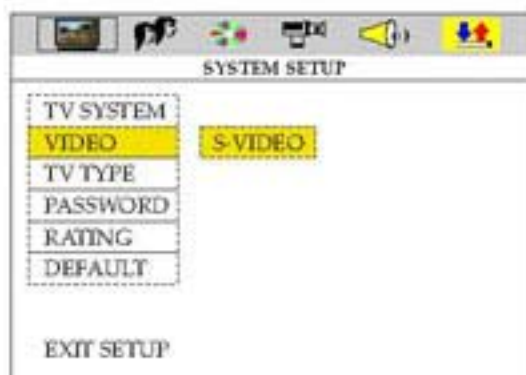 SYSTEM SETUP
TV SYSTEM
VIDEO
S-VIDEO
TV TYPE
PASSWORD
RATING
DEFAULT
EXIT SETUP